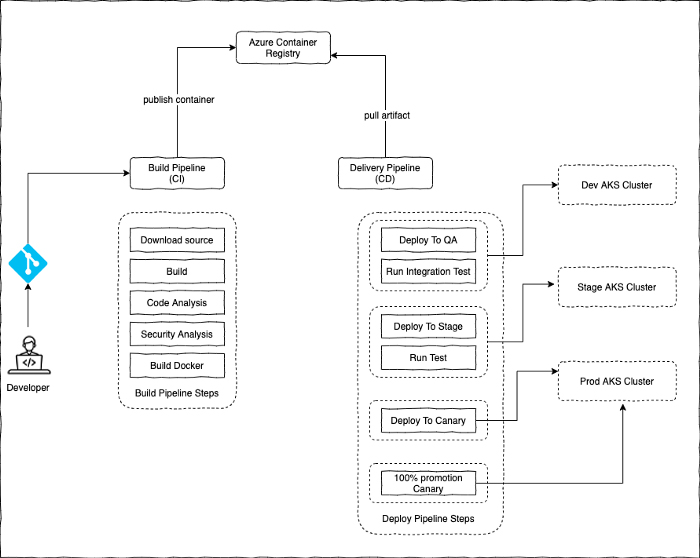 Azure Container
Registry
publish container
pull artifact
Build Pipeline
(CI)
Delivery Pipeline
(CD)
Dev AKS Cluster
Download source
Build
Code Analysis
Security Analysis
Build Docker
Build Pipeline Steps
Deploy To QA
Run Integration Test
Stage AKS Cluster
Deploy To Stage
Run Test
Prod AKS Cluster
Deploy To Canary
100% promotion
Canary
Deploy Pipeline Steps
Developer